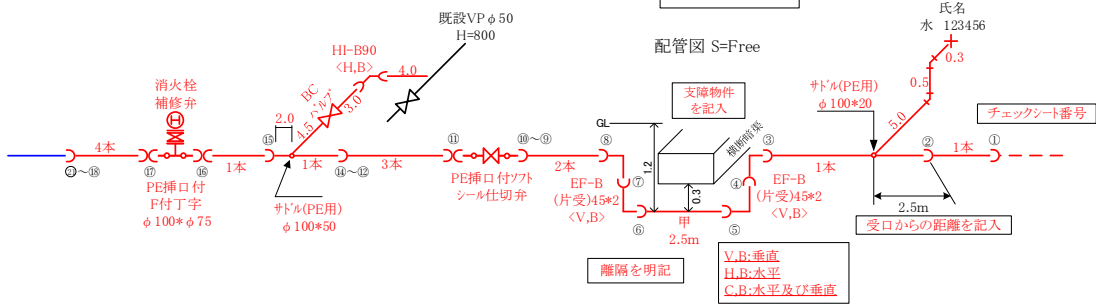 氏名
水 123456
既設VPφ50
H=800
配管図 S=Free
HI-B90
<H,B>
4.0
0.3
消火栓
補修弁
H
BC
バルブ
3.0
4.5
支障物件
を記入
サドル(PE用)
φ100*20
0.5
5.0
チェックシート番号
2.0
GL
横断暗渠
1.2
0.3
4本
⑰
⑯
1本
⑮
1本
⑭～⑫
3本
⑪
⑩～⑨
2本
⑧
⑦
⑥
③
④
⑤
1本
②
1本
①
㉑～⑱
PE挿口付
F付丁字
φ100*φ75
サドル(PE用)
φ100*50
PE挿口付ソフト
シール仕切弁
EF-B
(片受)45*2
<V,B>
甲
2.5m
EF-B
(片受)45*2
<V,B>
2.5m
受口からの距離を記入
離隔を明記
V,B:垂直
H,B:水平
C,B:水平及び垂直